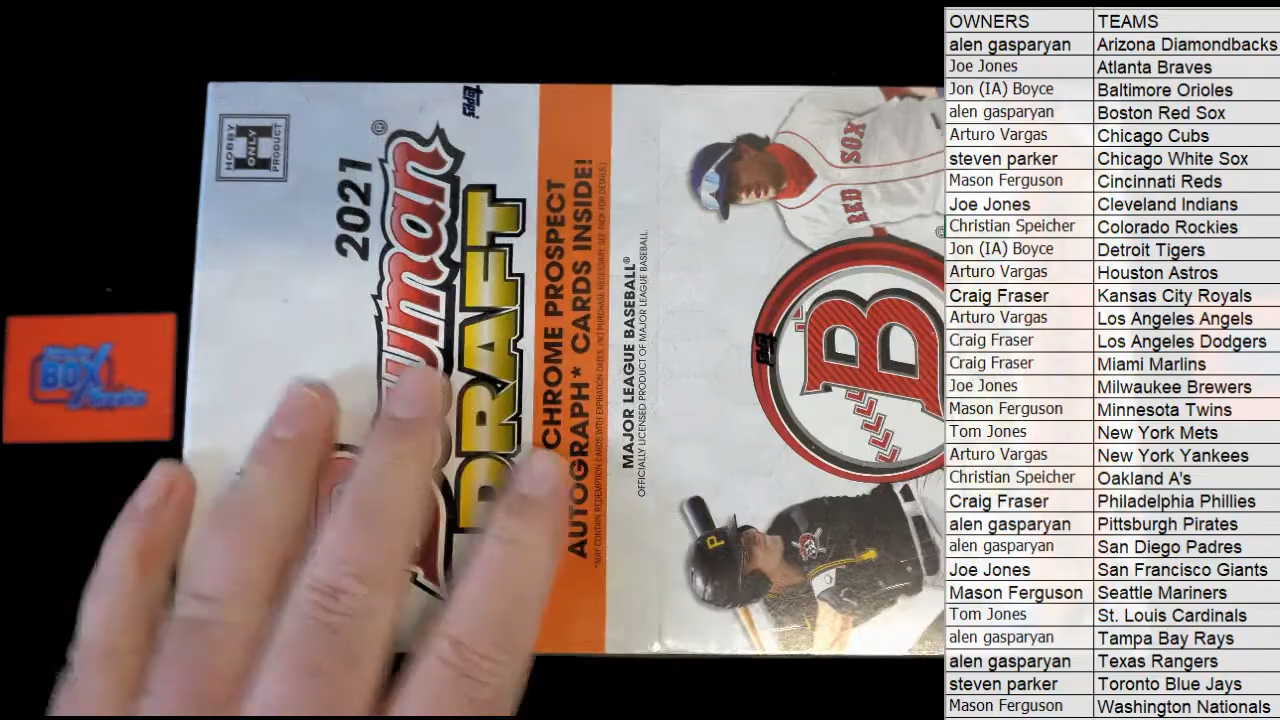 HOBBY
ONLY
PRODUCT
2021
Topps
DRAFT
CHROME PROSPECT
AUTOGRAPH* CARDS INSIDE!
MAJOR LEAGUE BASEBALL®
OFFICIALLY LICENSED PRODUCT OF MAJOR LEAGUE BASEBALL.
RED SOX
B
P
BOX
OWNERS TEAMS
alen gasparyan Arizona Diamondbacks
Joe Jones Atlanta Braves
Jon (IA) Boyce Baltimore Orioles
alen gasparyan Boston Red Sox
Arturo Vargas Chicago Cubs
steven parker Chicago White Sox
Mason Ferguson Cincinnati Reds
Joe Jones Cleveland Indians
Christian Speicher Colorado Rockies
Jon (IA) Boyce Detroit Tigers
Arturo Vargas Houston Astros
Craig Fraser Kansas City Royals
Arturo Vargas Los Angeles Angels
Craig Fraser Los Angeles Dodgers
Craig Fraser Miami Marlins
Joe Jones Milwaukee Brewers
Mason Ferguson Minnesota Twins
Tom Jones New York Mets
Arturo Vargas New York Yankees
Christian Speicher Oakland A's
Craig Fraser Philadelphia Phillies
alen gasparyan Pittsburgh Pirates
alen gasparyan San Diego Padres
Joe Jones San Francisco Giants
Mason Ferguson Seattle Mariners
Tom Jones St. Louis Cardinals
alen gasparyan Tampa Bay Rays
alen gasparyan Texas Rangers
steven parker Toronto Blue Jays
Mason Ferguson Washington Nationals